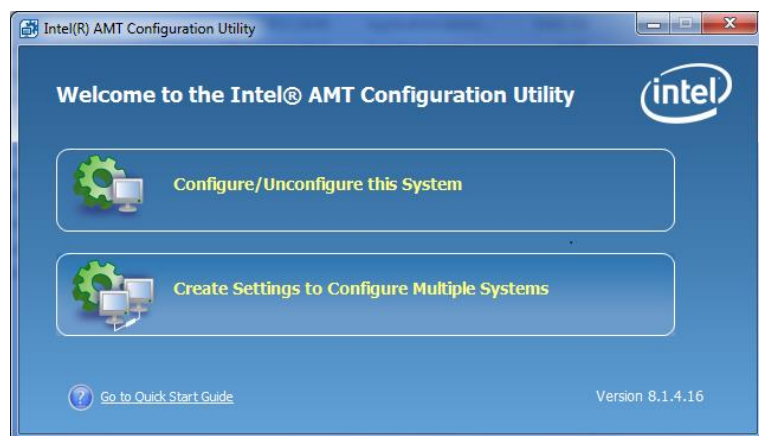 Intel(R) AMT Configuration Utility
Welcome to the Intel® AMT Configuration Utility
intel
Configure/Unconfigure this System
Create Settings to Configure Multiple Systems
Go to Quick Start Guide
Version 8.1.4.16